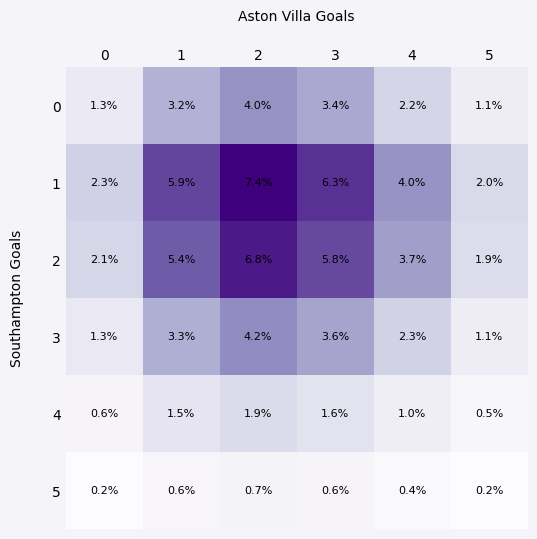 Aston Villa Goals
0 1 2 3 4 5
0 1.3% 3.2% 4.0% 3.4% 2.2% 1.1%
1 2.3% 5.9% 7.4% 6.3% 4.0% 2.0%
2 2.1% 5.4% 6.8% 5.8% 3.7% 1.9%
3 1.3% 3.3% 4.2% 3.6% 2.3% 1.1%
4 0.6% 1.5% 1.9% 1.6% 1.0% 0.5%
5 0.2% 0.6% 0.7% 0.6% 0.4% 0.2%
Southampton Goals